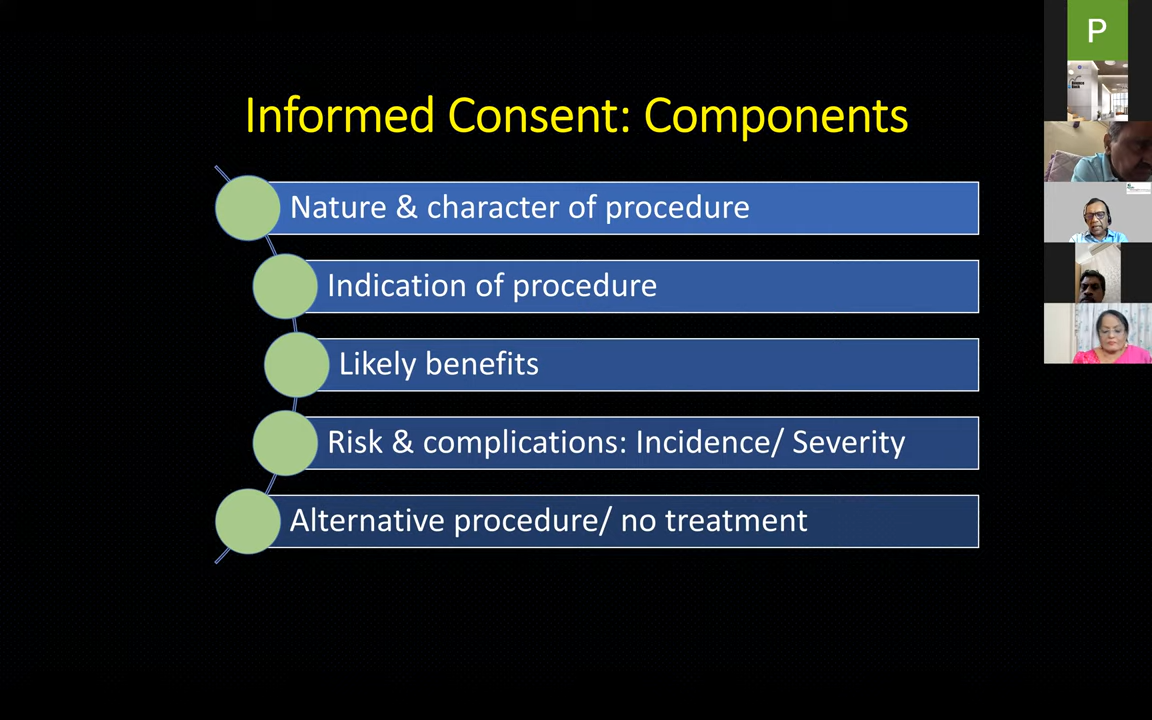 Informed Consent: Components
Nature & character of procedure
Indication of procedure
Likely benefits
Risk & complications: Incidence/ Severity
Alternative procedure/ no treatment
P